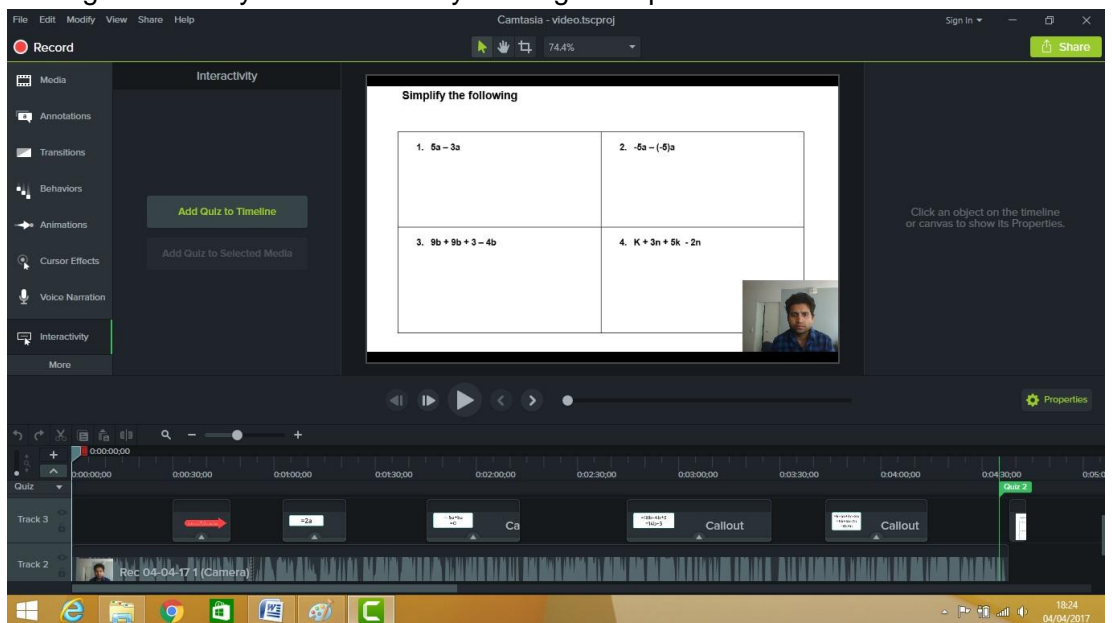 File Edit Modify View Share Help
Camtasia - video.tscproj
Sign In
Record
74.4%
Share
Media
Interactivity
Annotations
Transitions
Behaviors
Animations
Cursor Effects
Voice Narration
Interactivity
More
Add Quiz to Timeline
Add Quiz to Selected Media
Simplify the following
1. 5a – 3a
2. -5a – (-5)a
3. 9b + 9b + 3 – 4b
4. K + 3n + 5k - 2n
Click an object on the timeline
or canvas to show its Properties.
Properties
0:00:00;00
0:00:00;00 0:00:30;00 0:01:00;00 0:01:30;00 0:02:00;00 0:02:30;00 0:03:00;00 0:03:30;00 0:04:00;00 0:04:30;00 0:05:0
Quiz
Quiz 2
Track 3
=2a
Ca
Callout
Callout
Track 2
Rec 04-04-17 1 (Camera)
18:24
04/04/2017